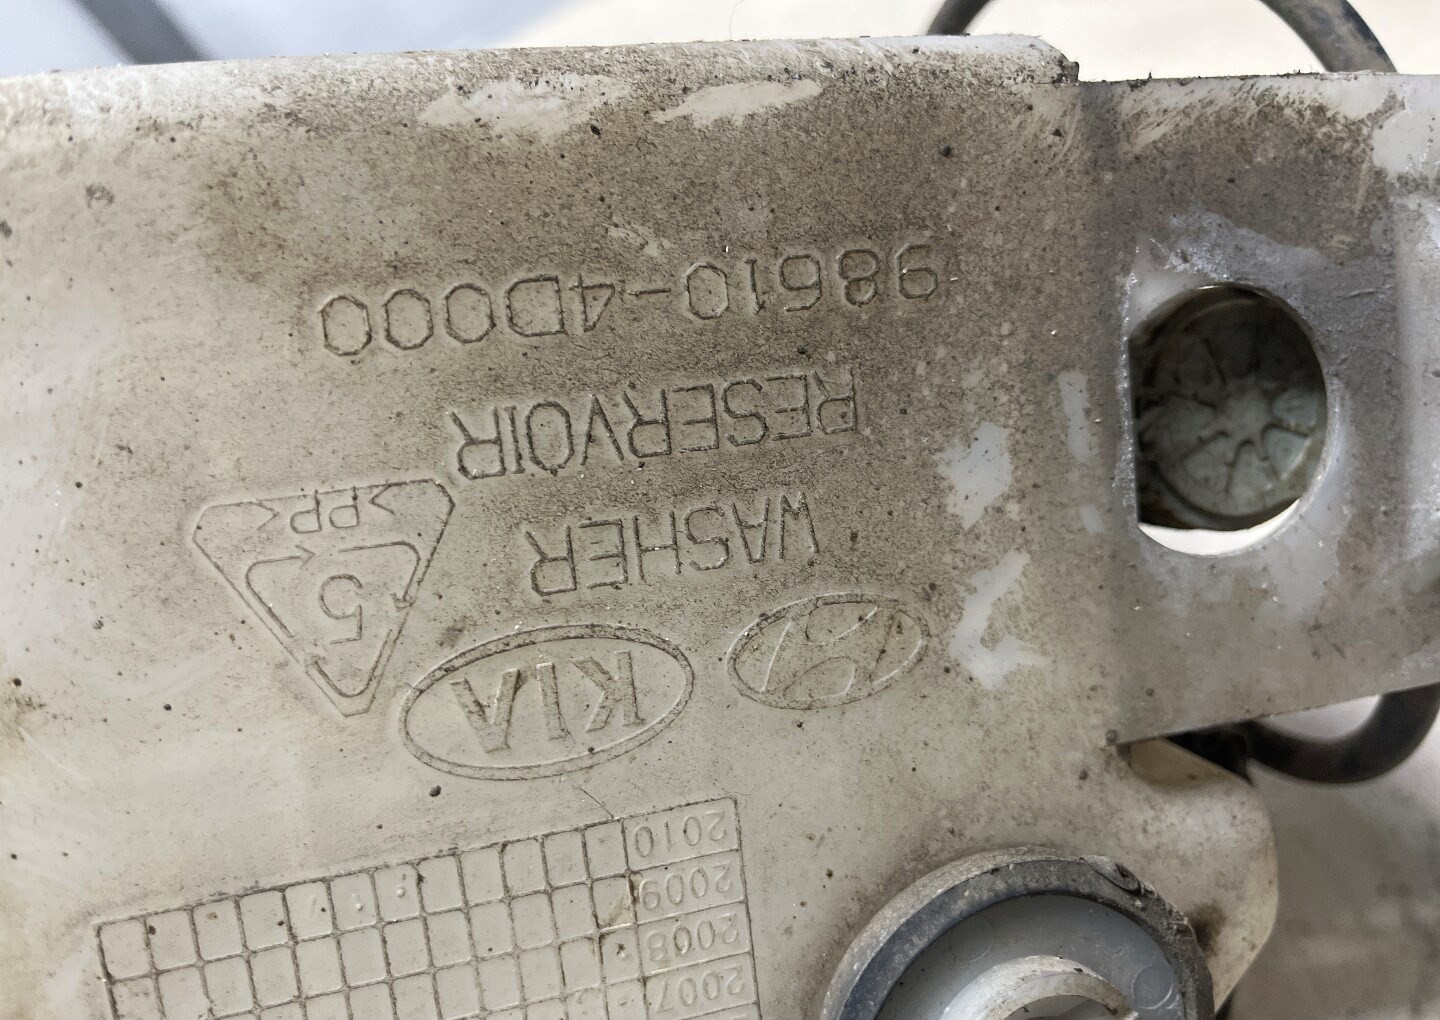 2007
2008
2009
2010
KIA
WASHER
5
RESERVOIR
>PP<
98610-4D000